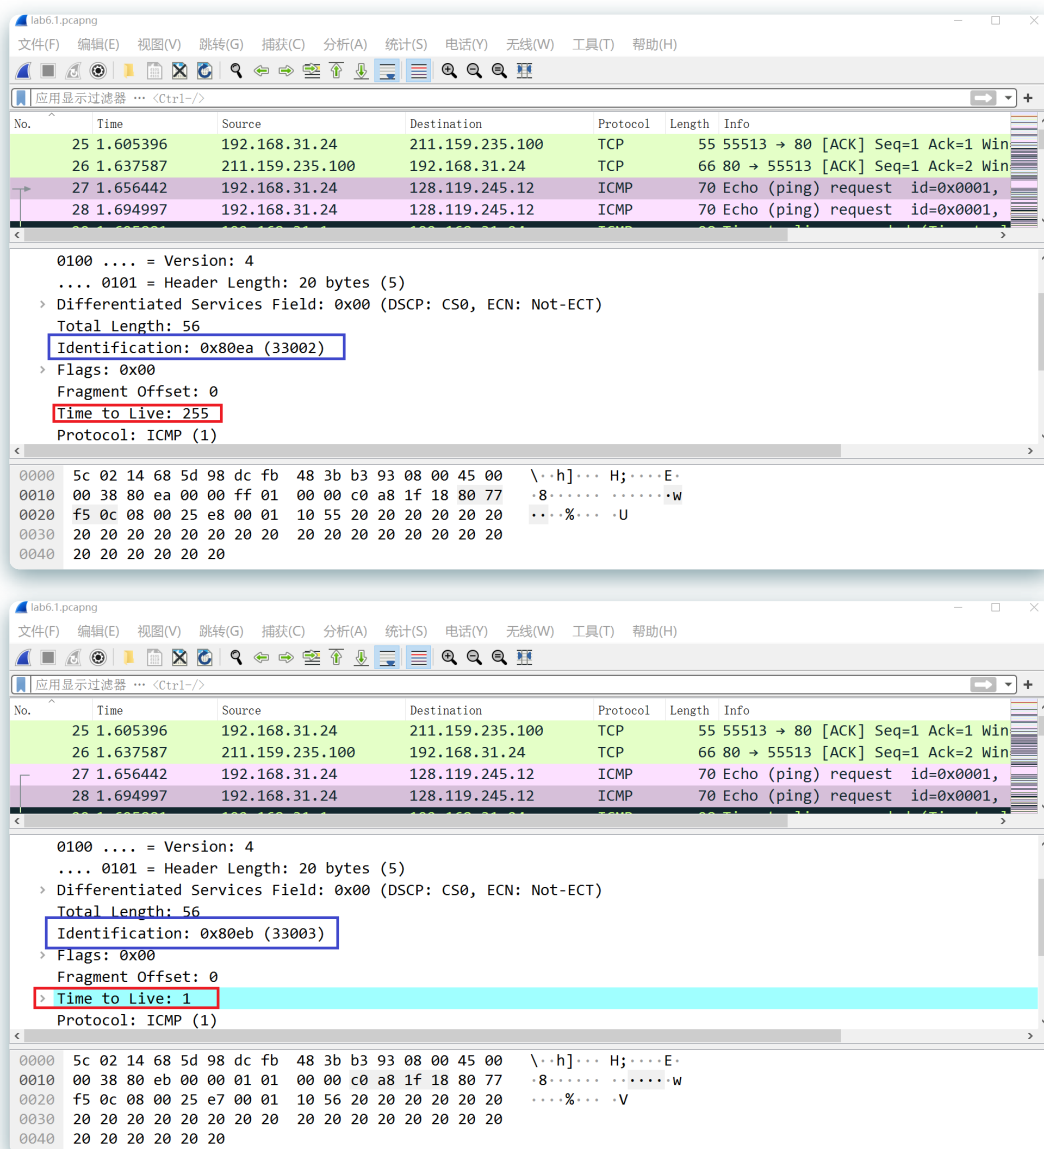 lab6.1.pcapng
文件(F) 编辑(E) 视图(V) 跳转(G) 捕获(C) 分析(A) 统计(S) 电话(Y) 无线(W) 工具(T) 帮助(H)
应用显示过滤器 … <Ctrl-/>
No. Time Source Destination Protocol Length Info
25 1.605396 192.168.31.24 211.159.235.100 TCP 55 55513 → 80 [ACK] Seq=1 Ack=1 Win
26 1.637587 211.159.235.100 192.168.31.24 TCP 66 80 → 55513 [ACK] Seq=1 Ack=2 Win
27 1.656442 192.168.31.24 128.119.245.12 ICMP 70 Echo (ping) request id=0x0001,
28 1.694997 192.168.31.24 128.119.245.12 ICMP 70 Echo (ping) request id=0x0001,
0100 .... = Version: 4
.... 0101 = Header Length: 20 bytes (5)
Differentiated Services Field: 0x00 (DSCP: CS0, ECN: Not-ECT)
Total Length: 56
Identification: 0x80ea (33002)
Flags: 0x00
Fragment Offset: 0
Time to Live: 255
Protocol: ICMP (1)
0000 5c 02 14 68 5d 98 dc fb 48 3b b3 93 08 00 45 00 \··h]··· H;····E·
0010 00 38 80 ea 00 00 ff 01 00 00 c0 a8 1f 18 80 77 ·8······ ·······w
0020 f5 0c 08 00 25 e8 00 01 10 55 20 20 20 20 20 20 ····%··· ·U
0030 20 20 20 20 20 20 20 20 20 20 20 20 20 20 20 20
0040 20 20 20 20 20 20
lab6.1.pcapng
文件(F) 编辑(E) 视图(V) 跳转(G) 捕获(C) 分析(A) 统计(S) 电话(Y) 无线(W) 工具(T) 帮助(H)
应用显示过滤器 … <Ctrl-/>
No. Time Source Destination Protocol Length Info
25 1.605396 192.168.31.24 211.159.235.100 TCP 55 55513 → 80 [ACK] Seq=1 Ack=1 Win
26 1.637587 211.159.235.100 192.168.31.24 TCP 66 80 → 55513 [ACK] Seq=1 Ack=2 Win
27 1.656442 192.168.31.24 128.119.245.12 ICMP 70 Echo (ping) request id=0x0001,
28 1.694997 192.168.31.24 128.119.245.12 ICMP 70 Echo (ping) request id=0x0001,
0100 .... = Version: 4
.... 0101 = Header Length: 20 bytes (5)
Differentiated Services Field: 0x00 (DSCP: CS0, ECN: Not-ECT)
Total Length: 56
Identification: 0x80eb (33003)
Flags: 0x00
Fragment Offset: 0
Time to Live: 1
Protocol: ICMP (1)
0000 5c 02 14 68 5d 98 dc fb 48 3b b3 93 08 00 45 00 \··h]··· H;····E·
0010 00 38 80 eb 00 00 01 01 00 00 c0 a8 1f 18 80 77 ·8······ ·······w
0020 f5 0c 08 00 25 e7 00 01 10 56 20 20 20 20 20 20 ····%··· ·V
0030 20 20 20 20 20 20 20 20 20 20 20 20 20 20 20 20
0040 20 20 20 20 20 20